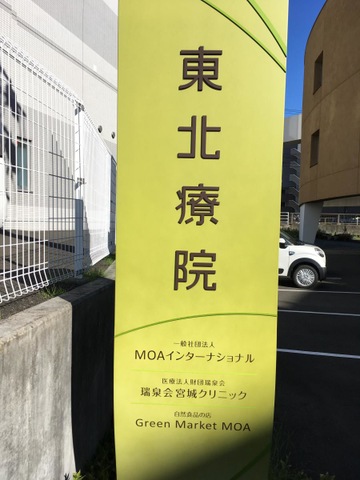 東北療院
一般社団法人
MOAインターナショナル
医療法人財団瑞泉会
瑞泉会宮城クリニック
自然食品の店
Green Market MOA